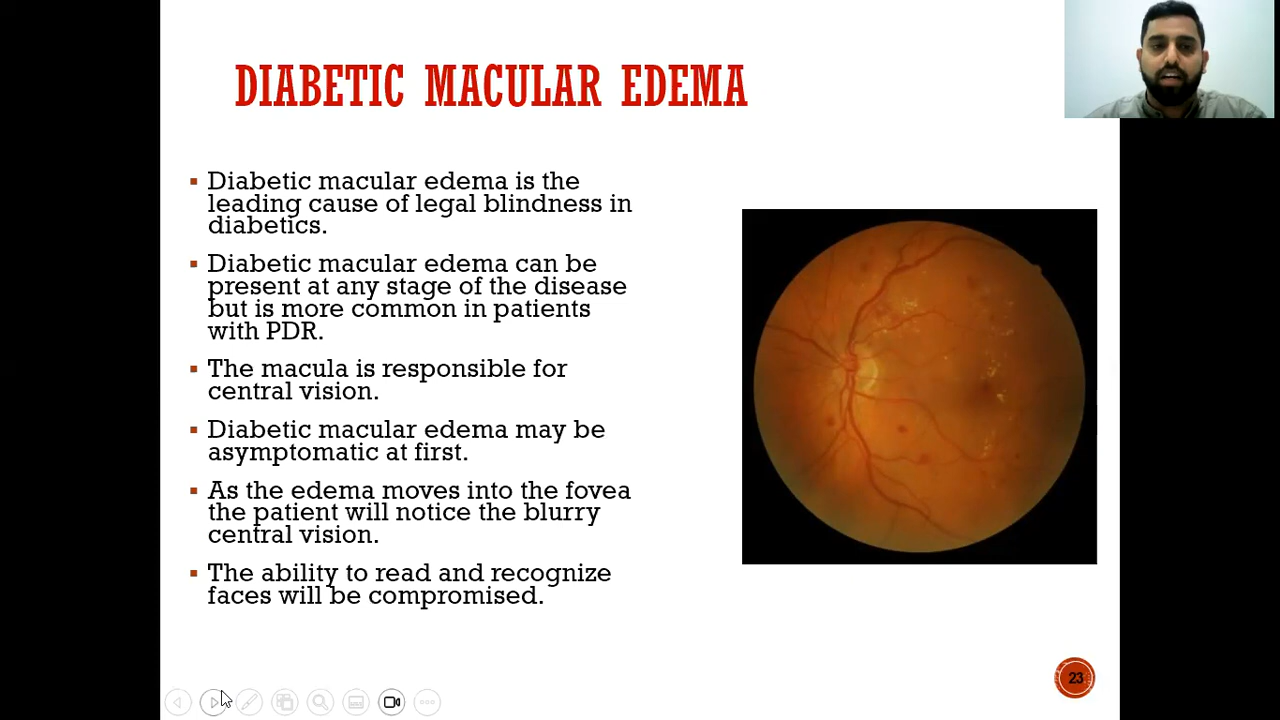 DIABETIC MACULAR EDEMA
▪ Diabetic macular edema is the
leading cause of legal blindness in
diabetics.
▪ Diabetic macular edema can be
present at any stage of the disease
but is more common in patients
with PDR.
▪ The macula is responsible for
central vision.
▪ Diabetic macular edema may be
asymptomatic at first.
▪ As the edema moves into the fovea
the patient will notice the blurry
central vision.
▪ The ability to read and recognize
faces will be compromised.
23